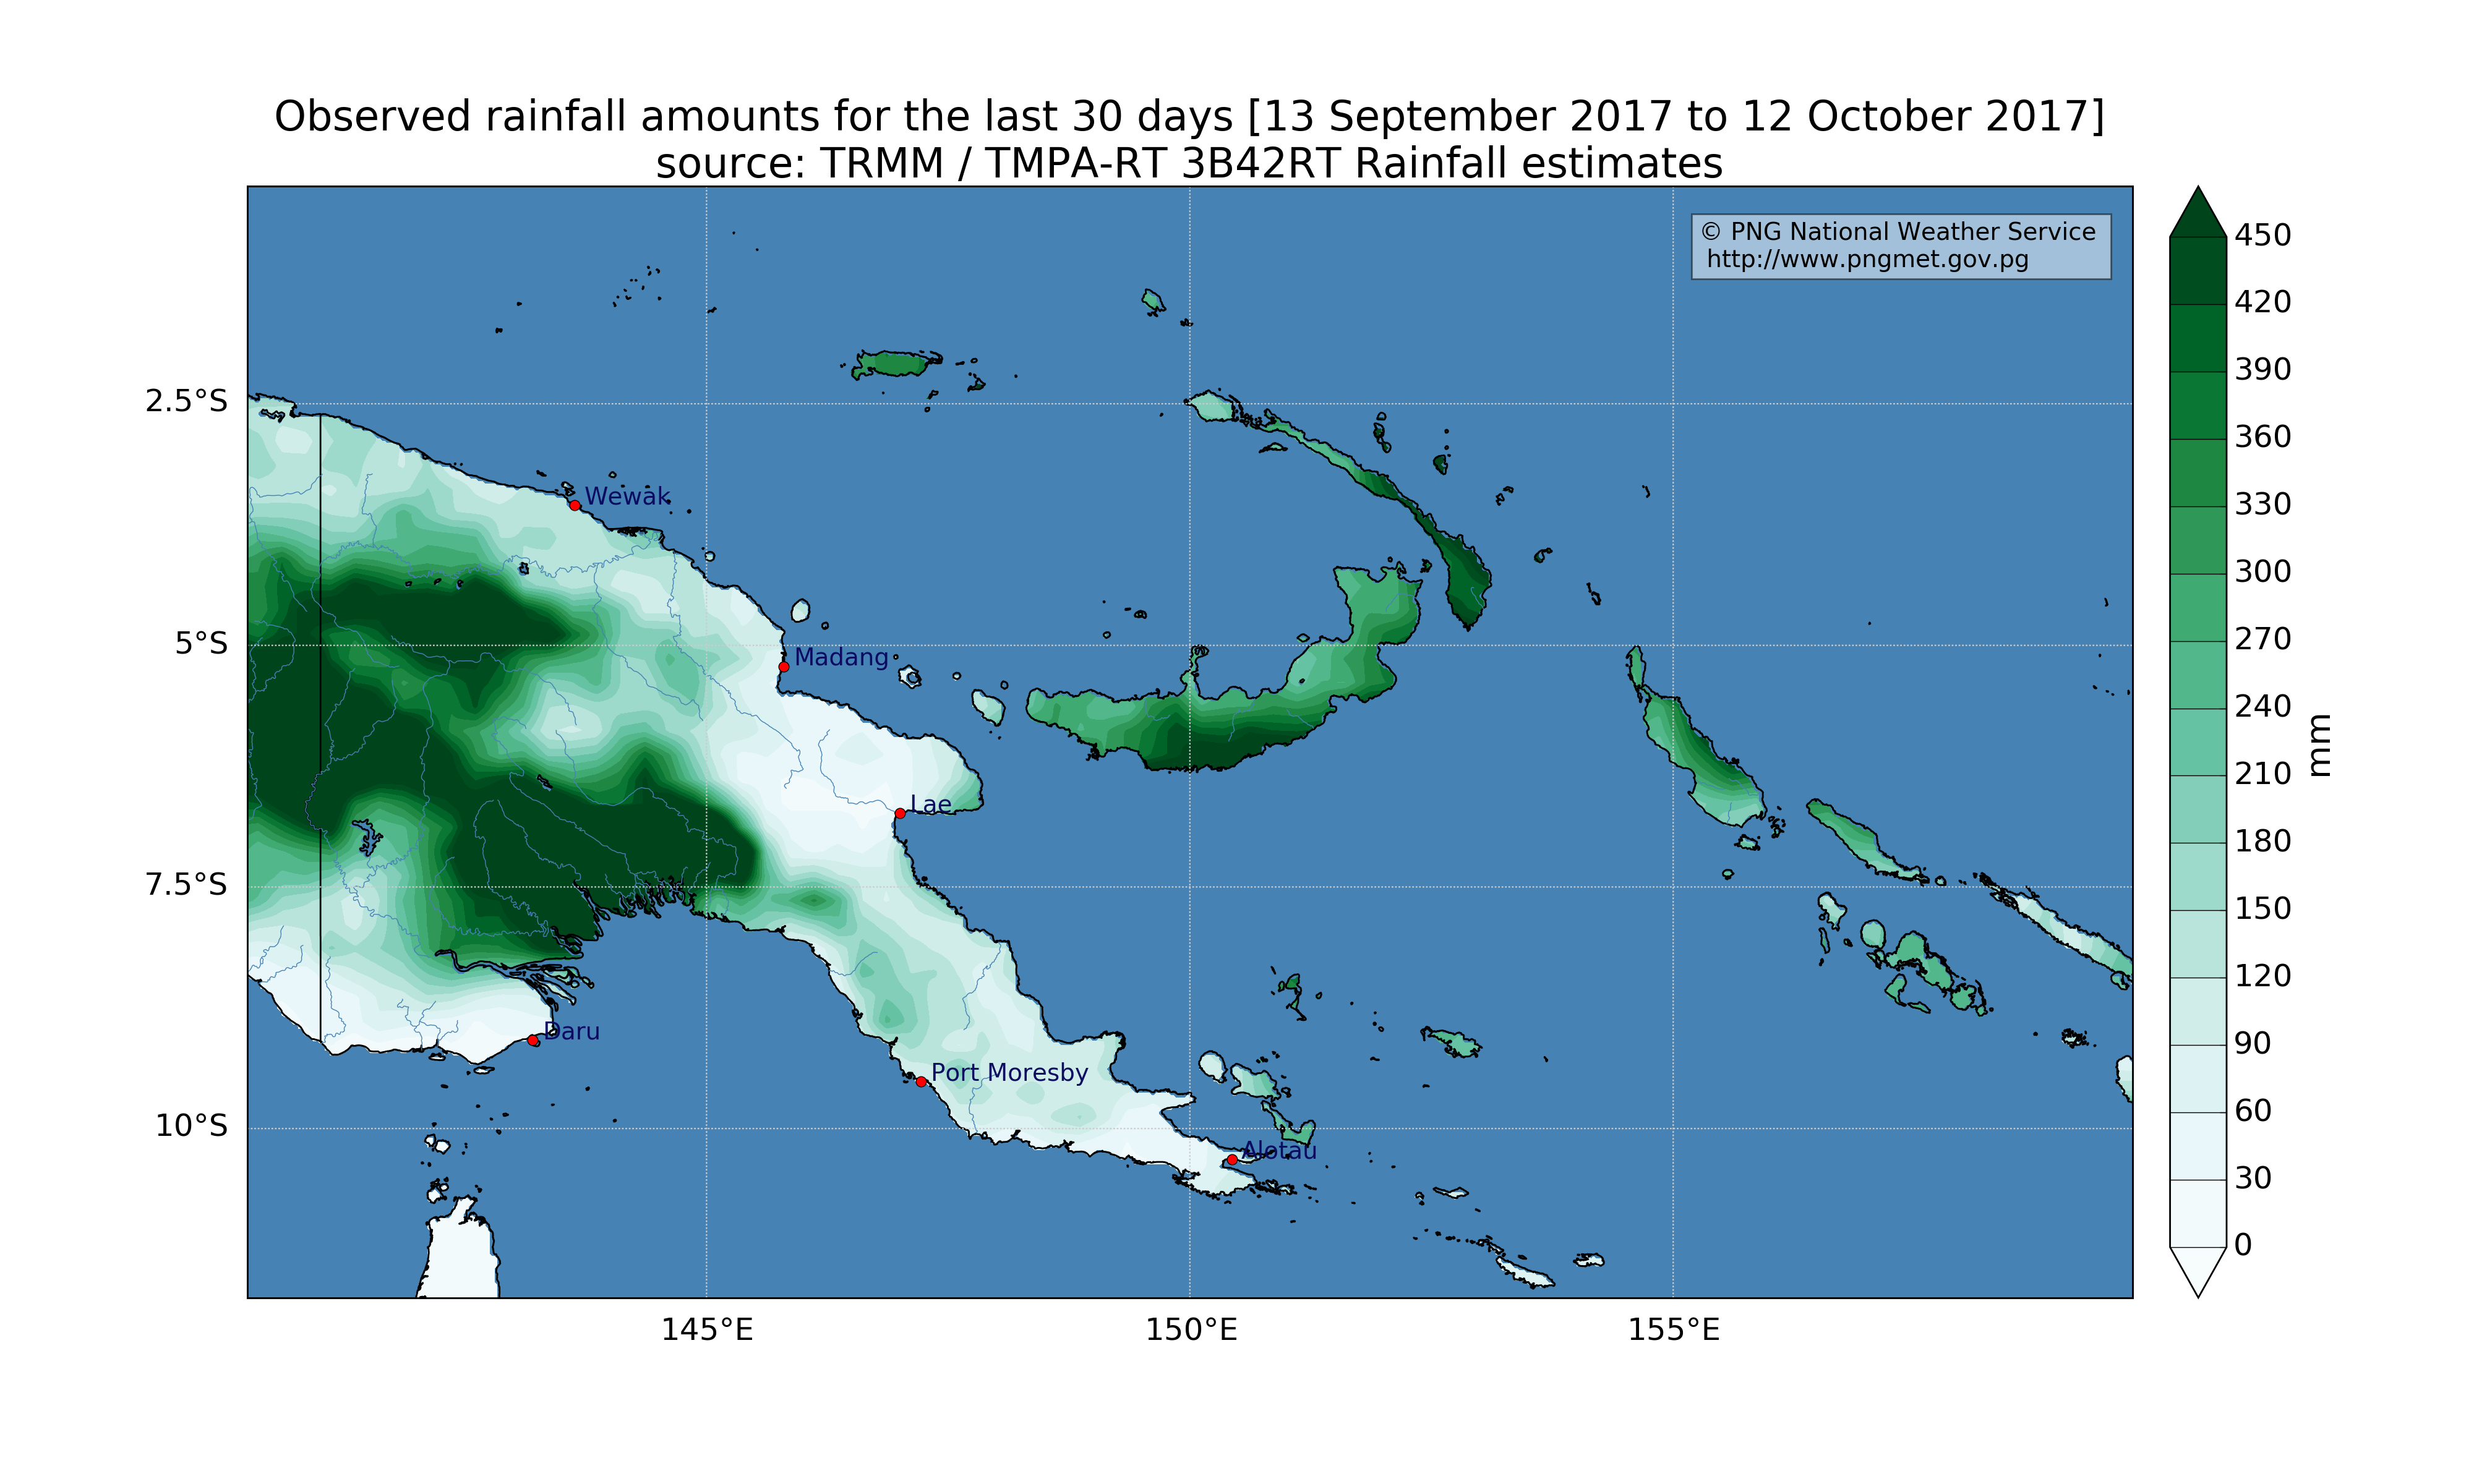 Observed rainfall amounts for the last 30 days [13 September 2017 to 12 October 2017]
source: TRMM / TMPA-RT 3B42RT Rainfall estimates
© PNG National Weather Service
http://www.pngmet.gov.pg
2.5°S
5°S
7.5°S
10°S
Wewak
Madang
Lae
Daru
Port Moresby
Alotau
145°E
150°E
155°E
450
420
390
360
330
300
270
240
210
180
150
120
90
60
30
0
mm